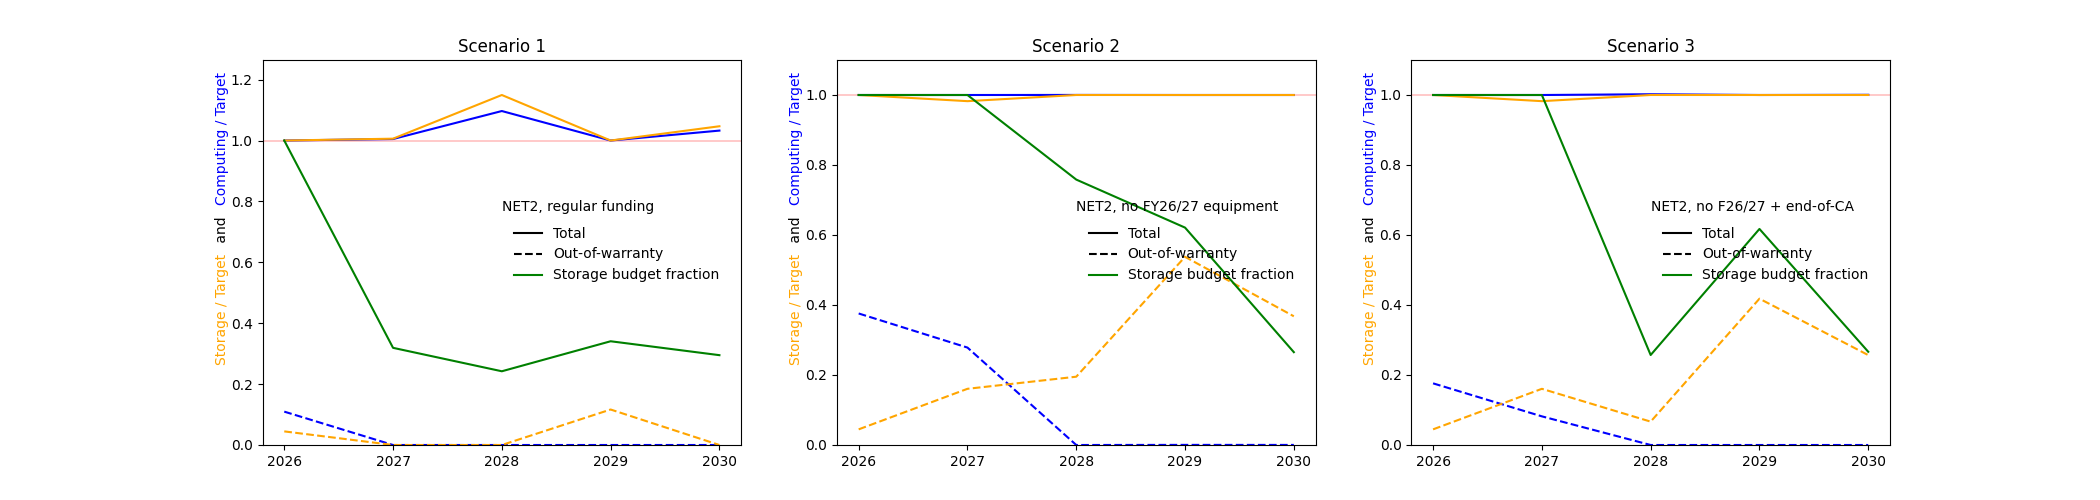 Scenario 1
Storage / Target and Computing / Target
1.2
1.0
0.8
0.6
0.4
0.2
0.0
NET2, regular funding
Total
Out-of-warranty
Storage budget fraction
2026 2027 2028 2029 2030
Scenario 2
Storage / Target and Computing / Target
1.0
0.8
0.6
0.4
0.2
0.0
NET2, no FY26/27 equipment
Total
Out-of-warranty
Storage budget fraction
2026 2027 2028 2029 2030
Scenario 3
Storage / Target and Computing / Target
1.0
0.8
0.6
0.4
0.2
0.0
NET2, no F26/27 + end-of-CA
Total
Out-of-warranty
Storage budget fraction
2026 2027 2028 2029 2030